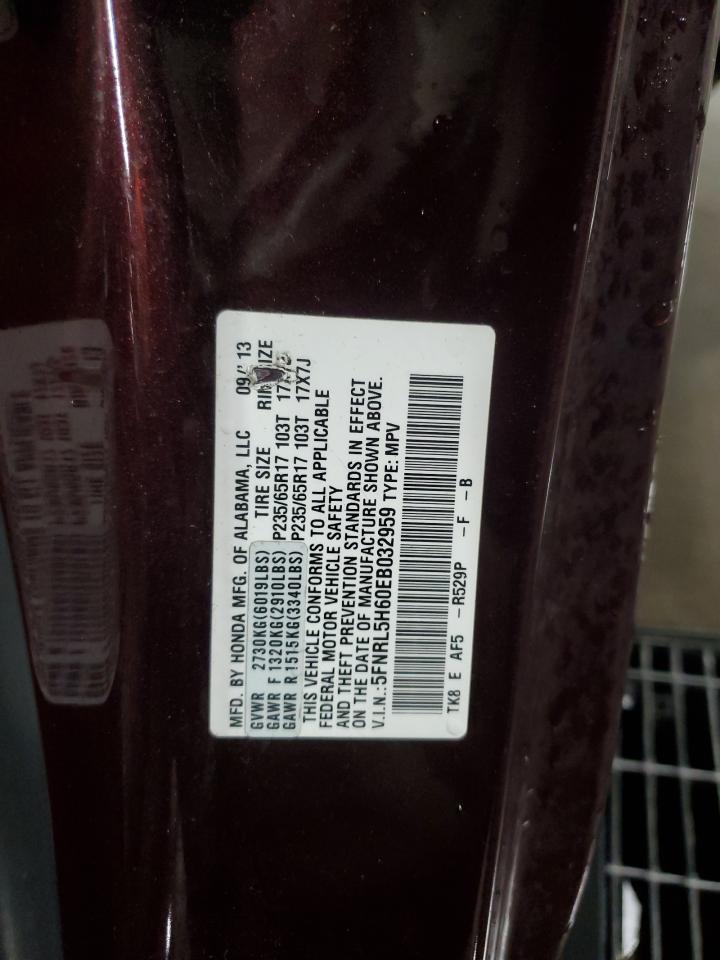 MFD. BY HONDA MFG. OF ALABAMA, LLC 09/ 13
GVWR 2730KG(6019LBS) TIRE SIZE RIM SIZE
GAWR F 1320KG(2910LBS) P235/65R17 103T
GAWR R 1515KG(3340LBS) P235/65R17 103T 17X7J
THIS VEHICLE CONFORMS TO ALL APPLICABLE
FEDERAL MOTOR VEHICLE SAFETY
AND THEFT PREVENTION STANDARDS IN EFFECT
ON THE DATE OF MANUFACTURE SHOWN ABOVE.
V.I.N.:5FNRL5H60EB032959 TYPE: MPV
TK8 E AF5 -R529P -F -B